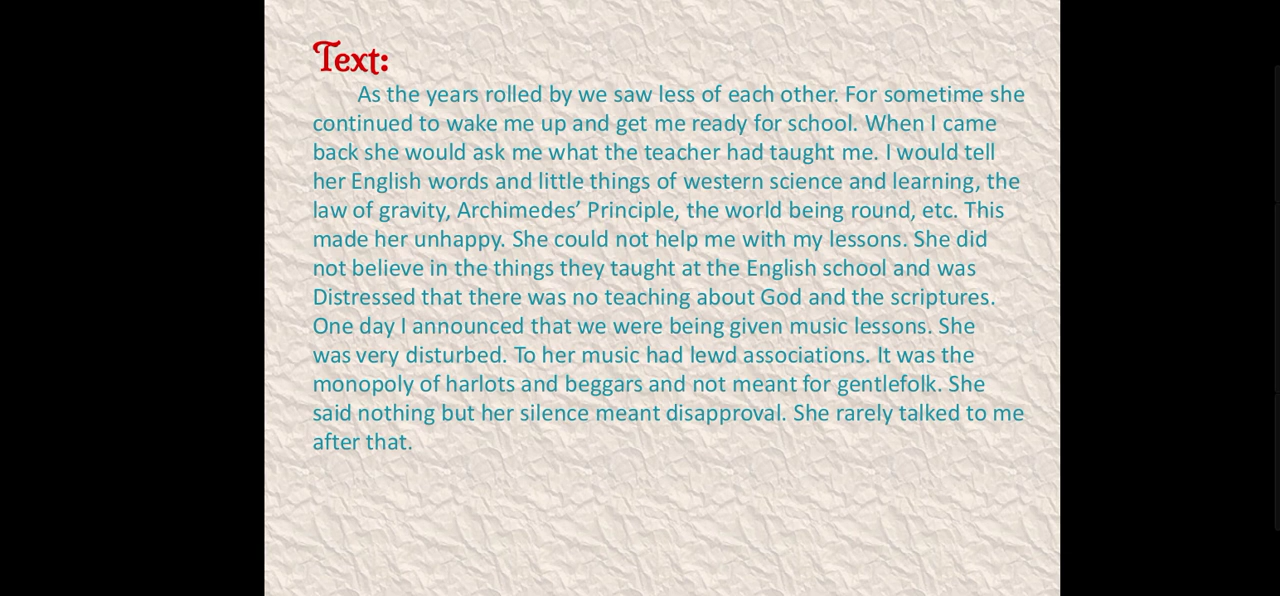 Text:
As the years rolled by we saw less of each other. For sometime she
continued to wake me up and get me ready for school. When I came
back she would ask me what the teacher had taught me. I would tell
her English words and little things of western science and learning, the
law of gravity, Archimedes’ Principle, the world being round, etc. This
made her unhappy. She could not help me with my lessons. She did
not believe in the things they taught at the English school and was
Distressed that there was no teaching about God and the scriptures.
One day I announced that we were being given music lessons. She
was very disturbed. To her music had lewd associations. It was the
monopoly of harlots and beggars and not meant for gentlefolk. She
said nothing but her silence meant disapproval. She rarely talked to me
after that.